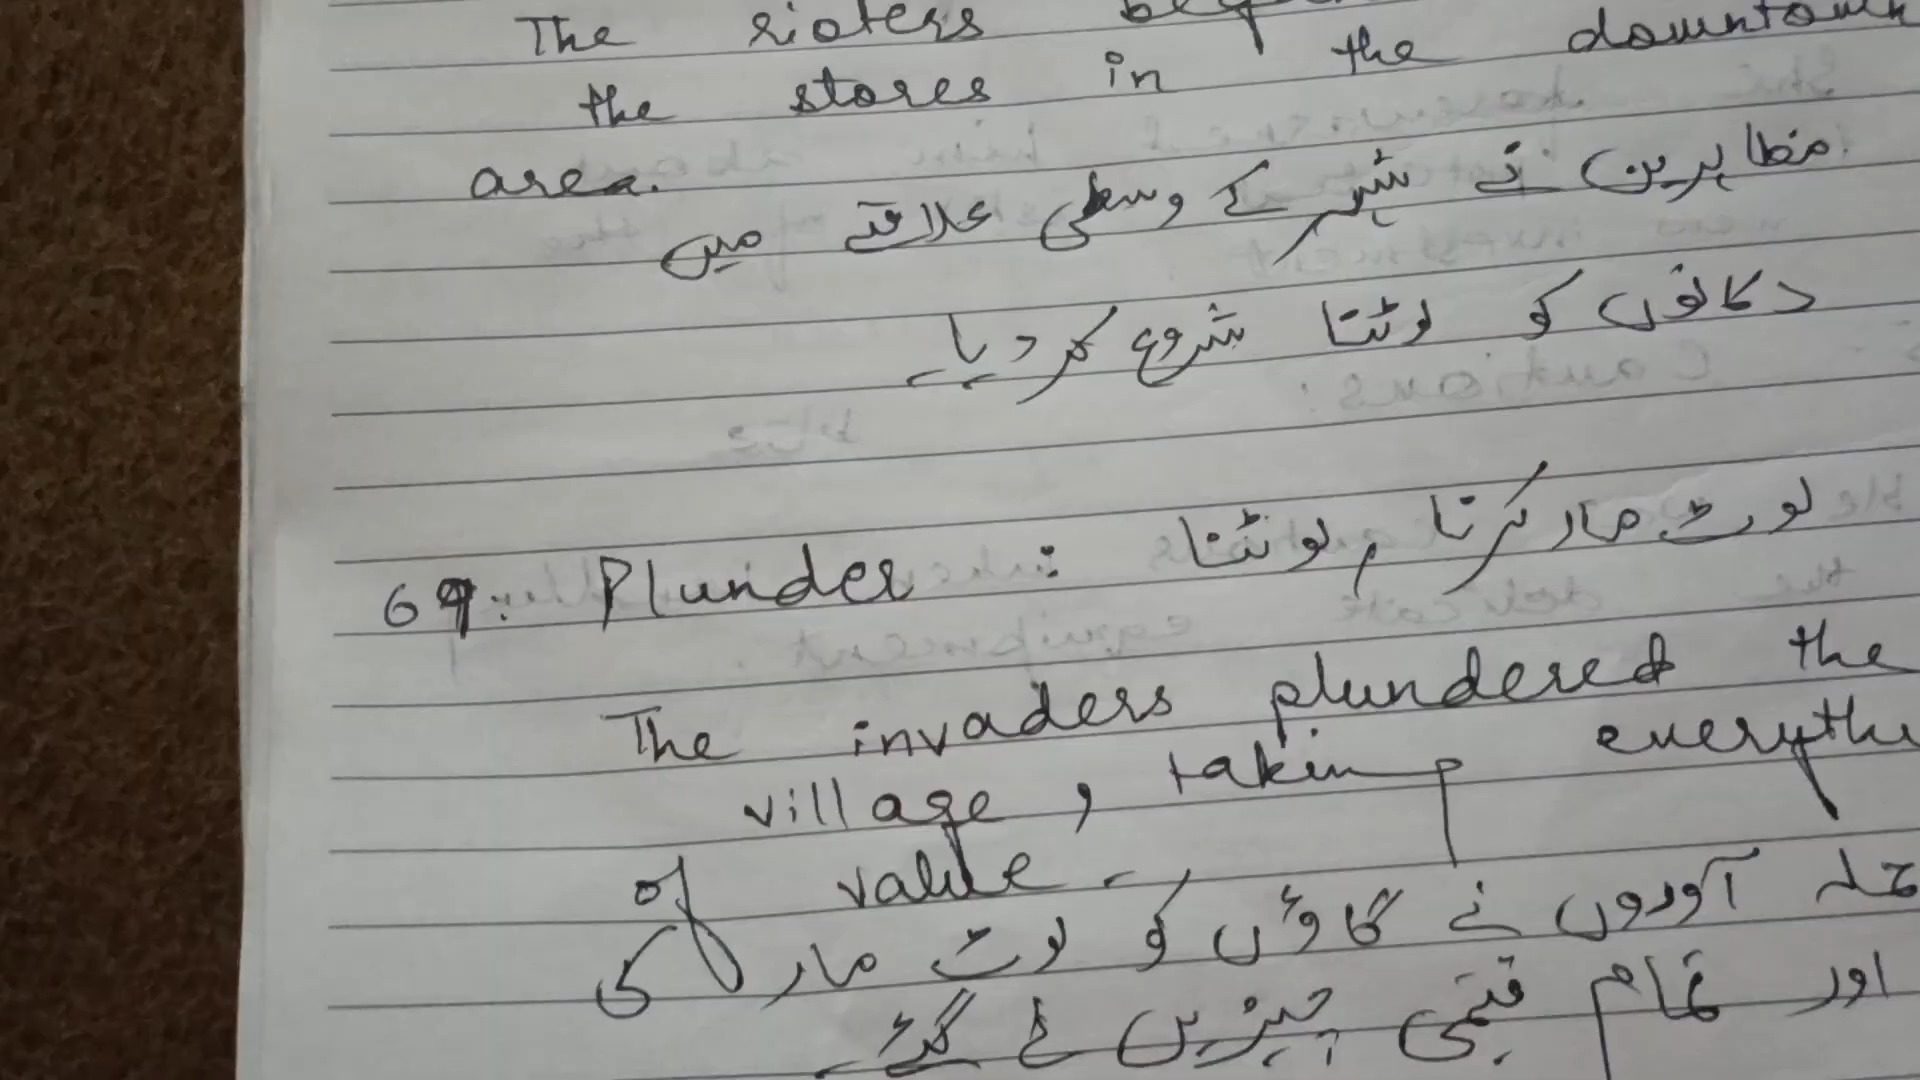 The rioters
the stores in the downtown
area.
مظاہرین نے شہر کے وسطی علاقے میں
دکانوں کو لوٹنا شروع کر دیا۔
69. Plunder : لوٹ مار کرنا ، لوٹنا
The invaders plundered the
village, taking everythi
of value.
حملہ آوروں نے گاؤں کو لوٹ مار کی
اور تمام قیمتی چیزیں لے گئے۔